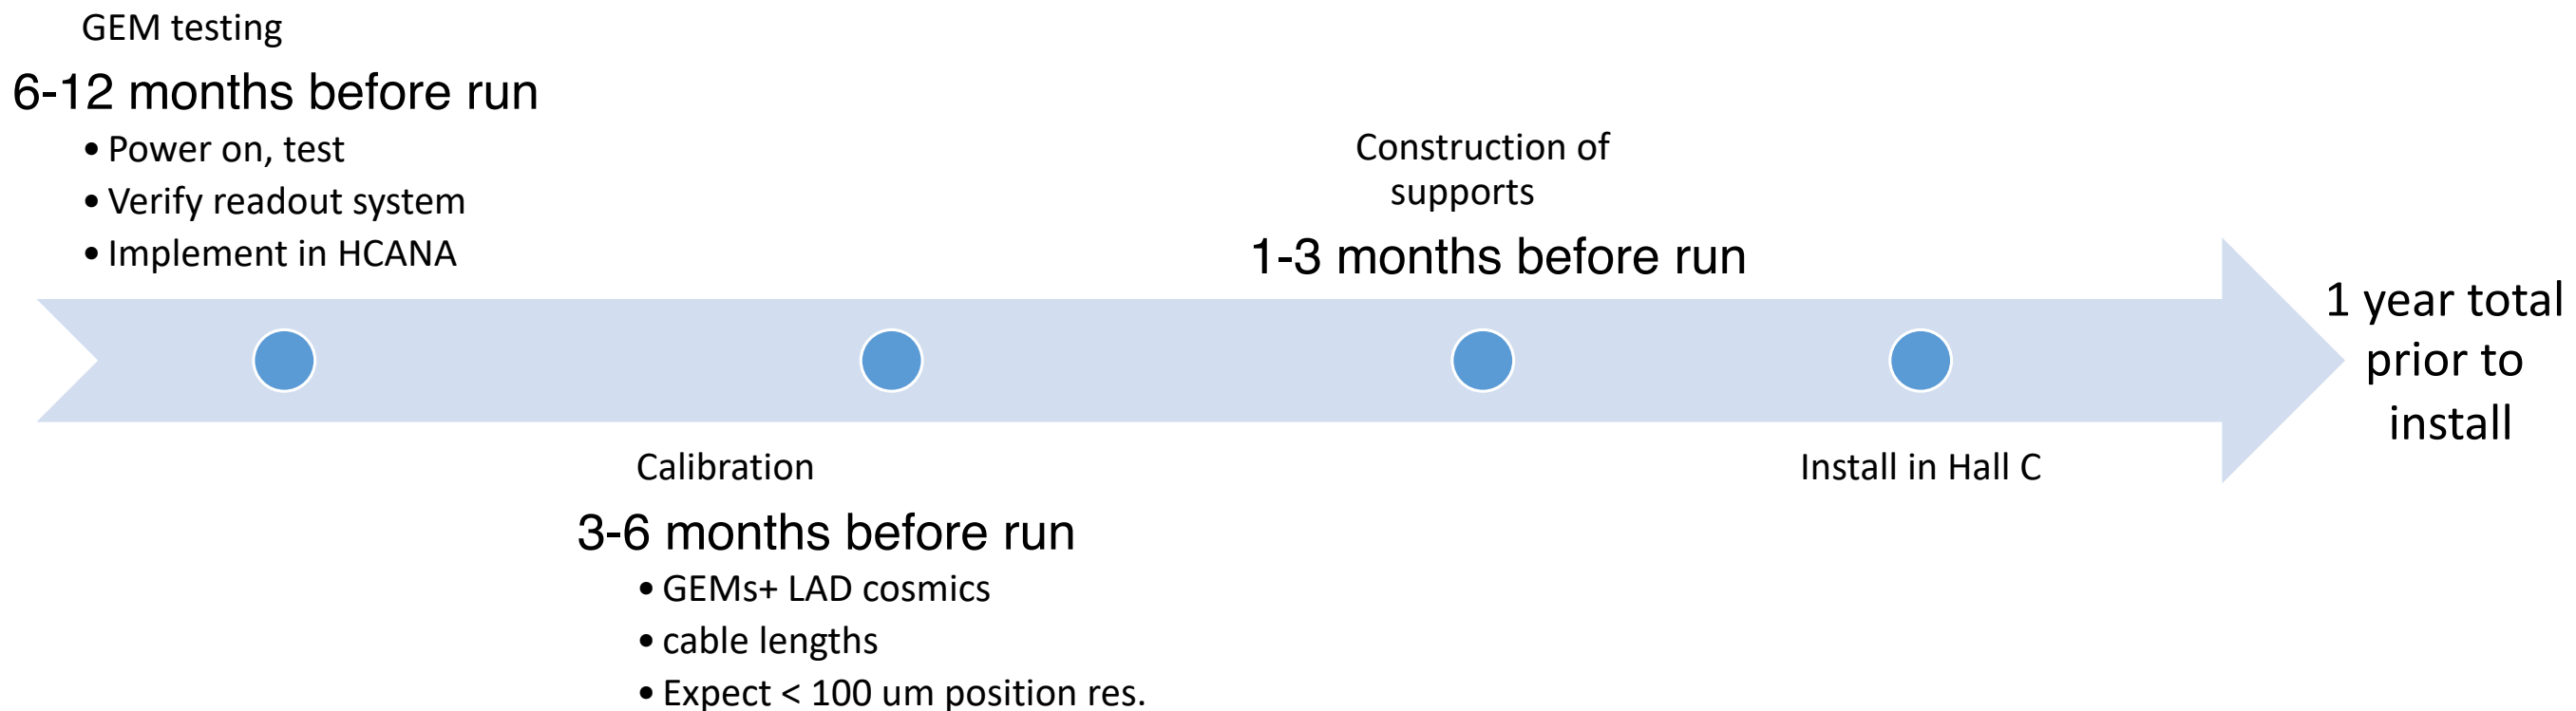 GEM testing
6-12 months before run
• Power on, test
• Verify readout system
• Implement in HCANA
Calibration
3-6 months before run
• GEMs+ LAD cosmics
• cable lengths
• Expect < 100 um position res.
Construction of
supports
1-3 months before run
Install in Hall C
1 year total
prior to
install